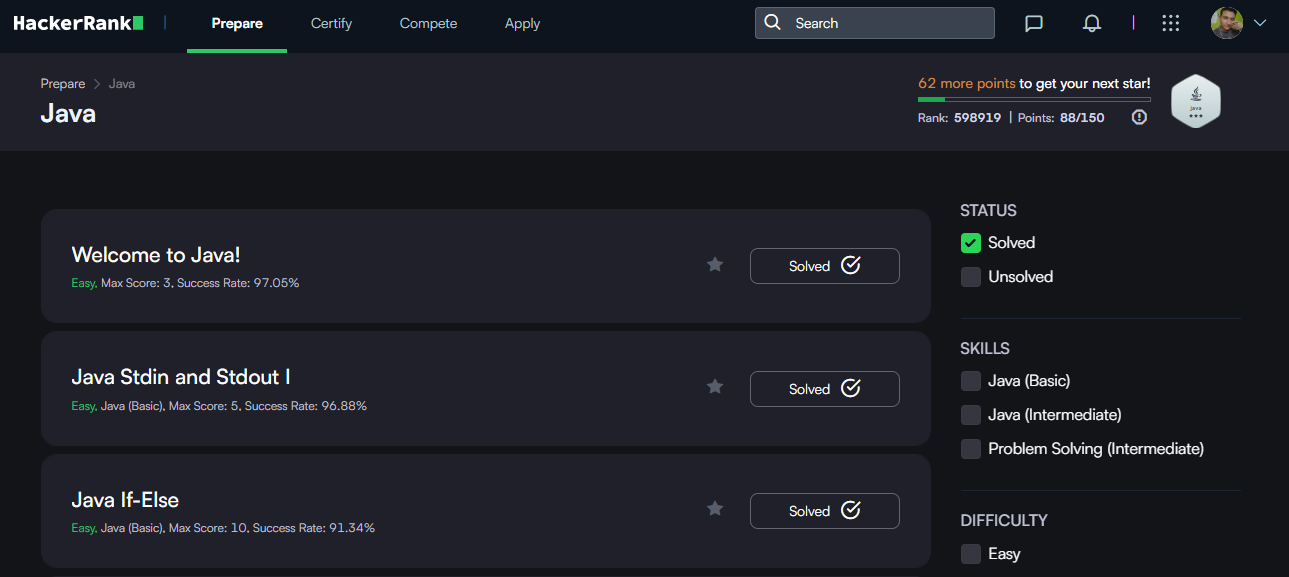 HackerRank Prepare Certify Compete Apply Search
Prepare > Java
Java
62 more points to get your next star!
Rank: 598919 | Points: 88/150
java
Welcome to Java!
Easy, Max Score: 3, Success Rate: 97.05%
Solved
Java Stdin and Stdout I
Easy, Java (Basic), Max Score: 5, Success Rate: 96.88%
Solved
Java If-Else
Easy, Java (Basic), Max Score: 10, Success Rate: 91.34%
Solved
STATUS
Solved
Unsolved
SKILLS
Java (Basic)
Java (Intermediate)
Problem Solving (Intermediate)
DIFFICULTY
Easy